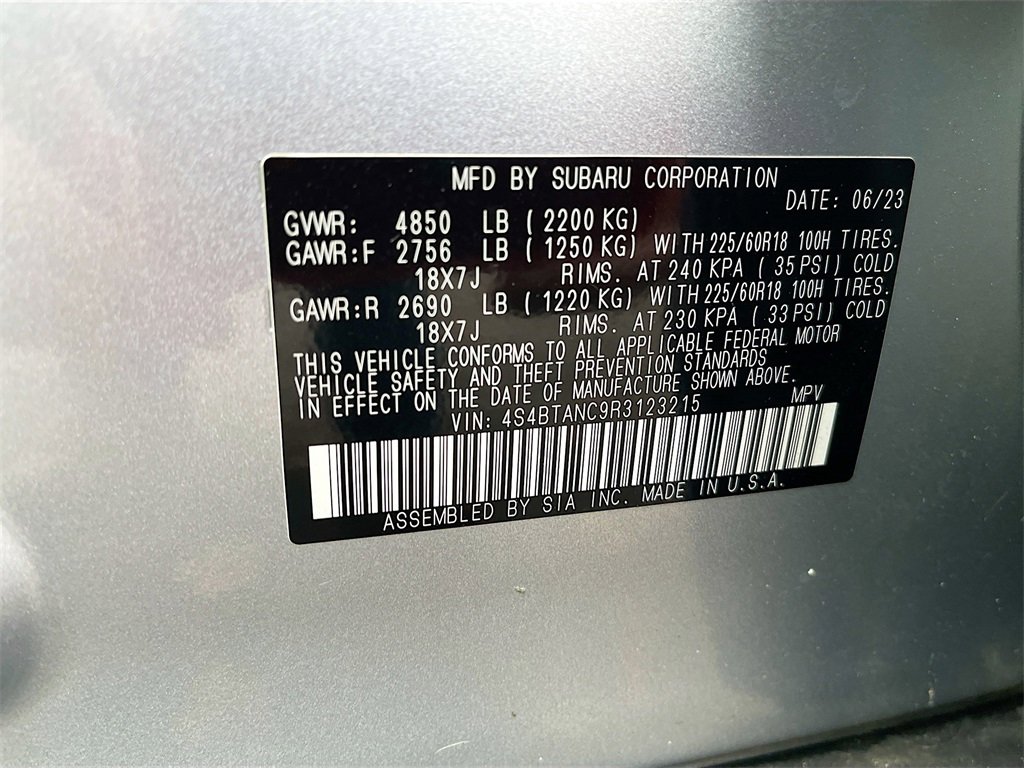 MFD BY SUBARU CORPORATION
DATE: 06/23
GVWR: 4850 LB ( 2200 KG)
GAWR:F 2756 LB ( 1250 KG) WITH 225/60R18 100H TIRES.
18X7J RIMS. AT 240 KPA ( 35 PSI) COLD
GAWR:R 2690 LB ( 1220 KG) WITH 225/60R18 100H TIRES.
18X7J RIMS. AT 230 KPA ( 33 PSI) COLD
THIS VEHICLE CONFORMS TO ALL APPLICABLE FEDERAL MOTOR
VEHICLE SAFETY AND THEFT PREVENTION STANDARDS
IN EFFECT ON THE DATE OF MANUFACTURE SHOWN ABOVE.
VIN: 4S4BTANC9R3123215 MPV
ASSEMBLED BY SIA INC. MADE IN U.S.A.